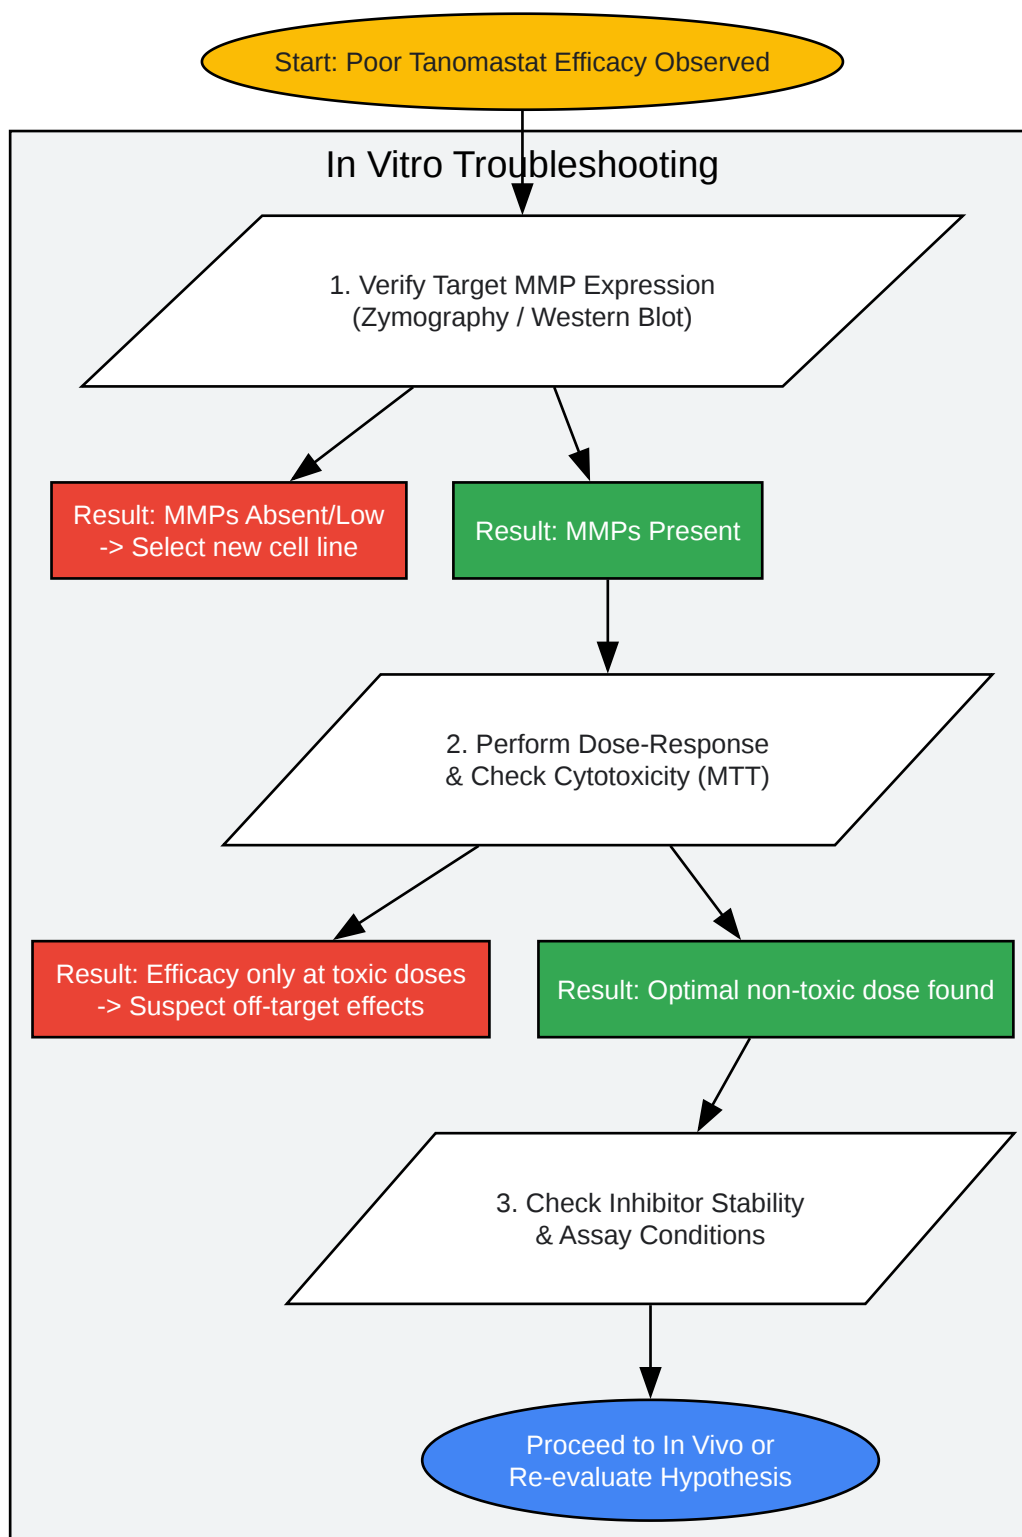 Start: Poor Tanomastat Efficacy Observed
In Vitro Troubleshooting
1. Verify Target MMP Expression
(Zymography / Western Blot)
Result: MMPs Absent/Low
-> Select new cell line
Result: MMPs Present
2. Perform Dose-Response
& Check Cytotoxicity (MTT)
Result: Efficacy only at toxic doses
-> Suspect off-target effects
Result: Optimal non-toxic dose found
3. Check Inhibitor Stability
& Assay Conditions
Proceed to In Vivo or
Re-evaluate Hypothesis